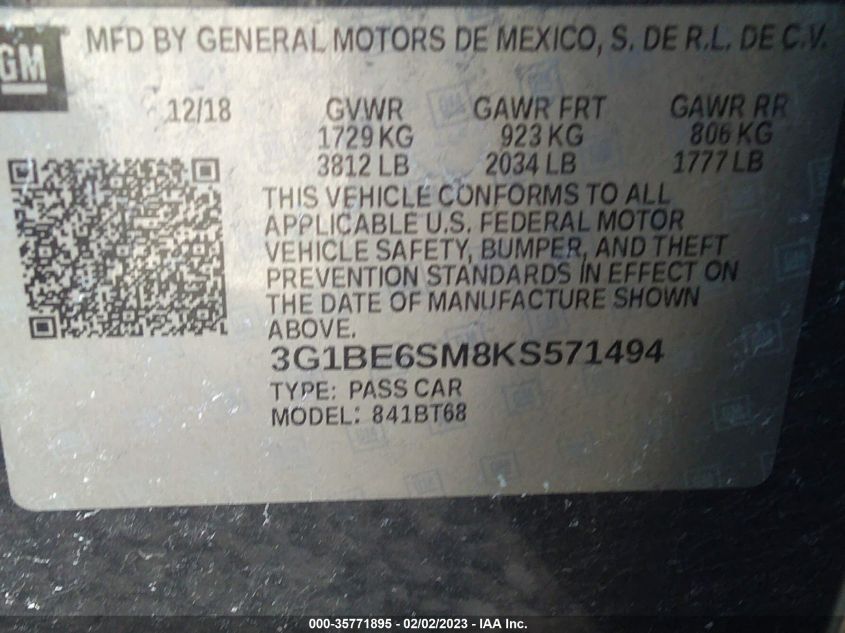 GM
MFD BY GENERAL MOTORS DE MEXICO, S. DE R.L. DE C.V.
12/18 GVWR GAWR FRT GAWR RR
1729 KG 923 KG 806 KG
3812 LB 2034 LB 1777 LB
THIS VEHICLE CONFORMS TO ALL
APPLICABLE U.S. FEDERAL MOTOR
VEHICLE SAFETY, BUMPER, AND THEFT
PREVENTION STANDARDS IN EFFECT ON
THE DATE OF MANUFACTURE SHOWN
ABOVE.
3G1BE6SM8KS571494
TYPE: PASS CAR
MODEL: 841BT68
000-35771895 - 02/02/2023 - IAA Inc.